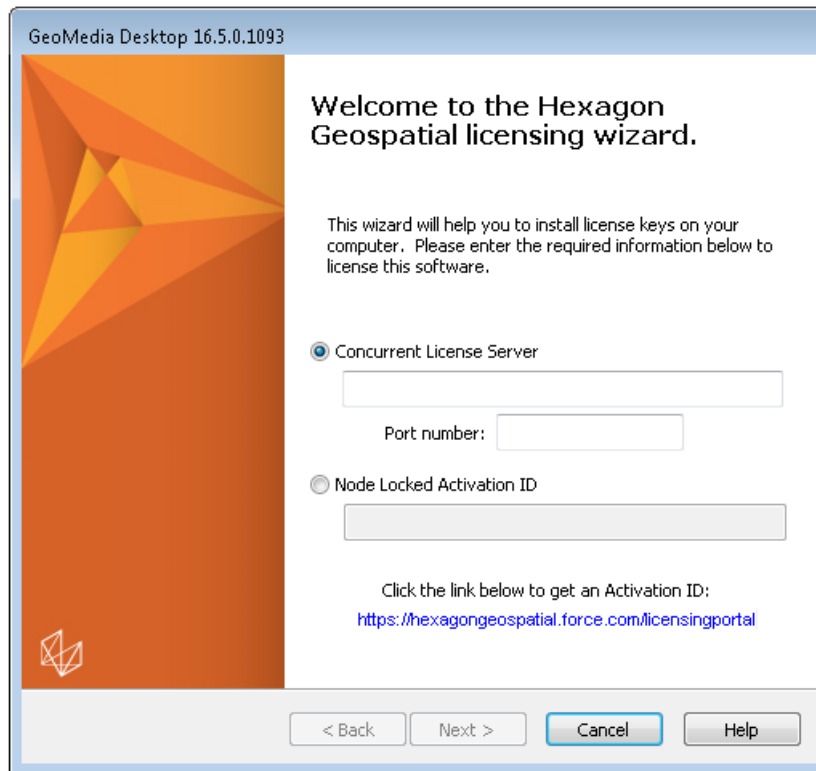 GeoMedia Desktop 16.5.0.1093
Welcome to the Hexagon
Geospatial licensing wizard.
This wizard will help you to install license keys on your
computer.  Please enter the required information below to
license this software.
Concurrent License Server
Port number:
Node Locked Activation ID
Click the link below to get an Activation ID:
https://hexagongeospatial.force.com/licensingportal
< Back
Next >
Cancel
Help